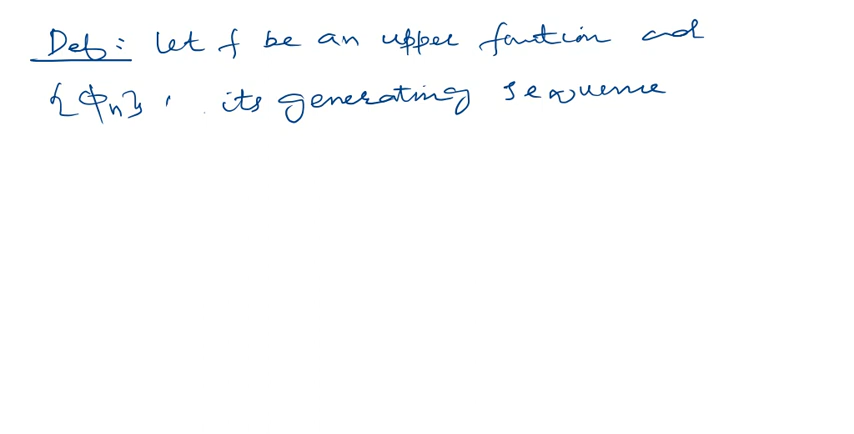 Def: Let f be an upper function and
{ϕn}, its generating sequence